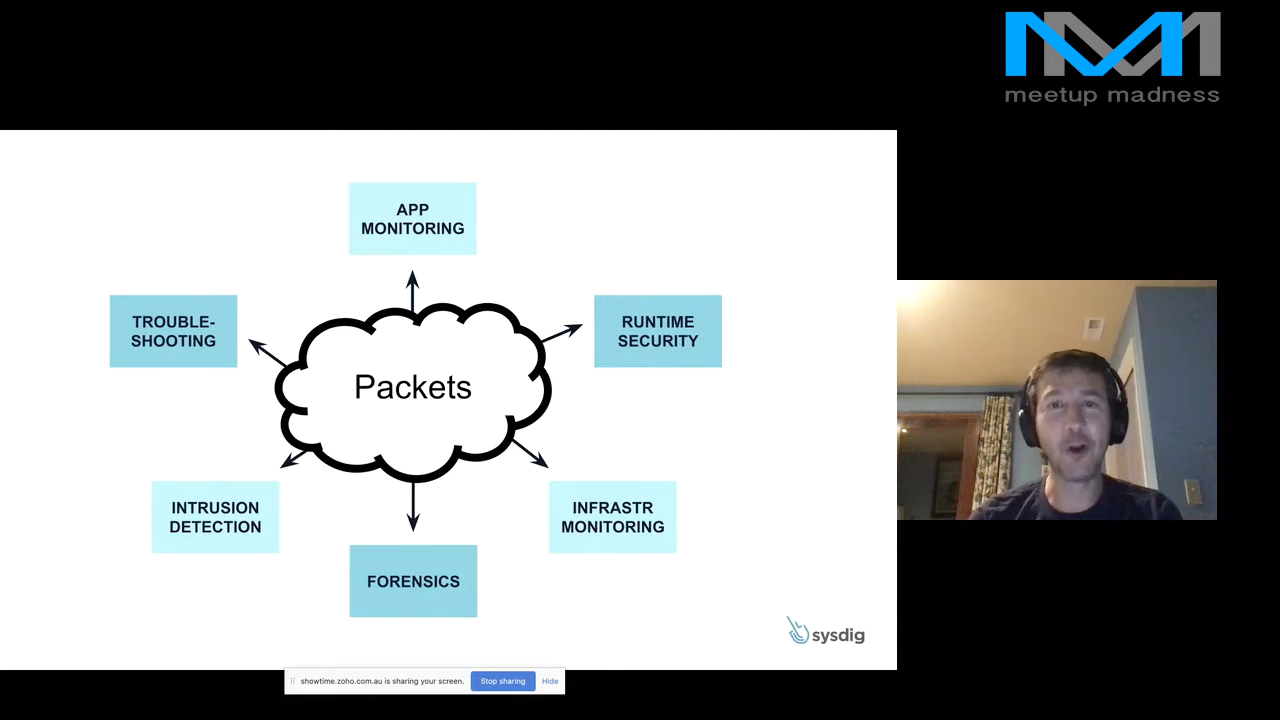 meetup madness
APP
MONITORING
TROUBLE-
SHOOTING
RUNTIME
SECURITY
Packets
INTRUSION
DETECTION
INFRASTR
MONITORING
FORENSICS
sysdig
showtime.zoho.com.au is sharing your screen.
Stop sharing
Hide